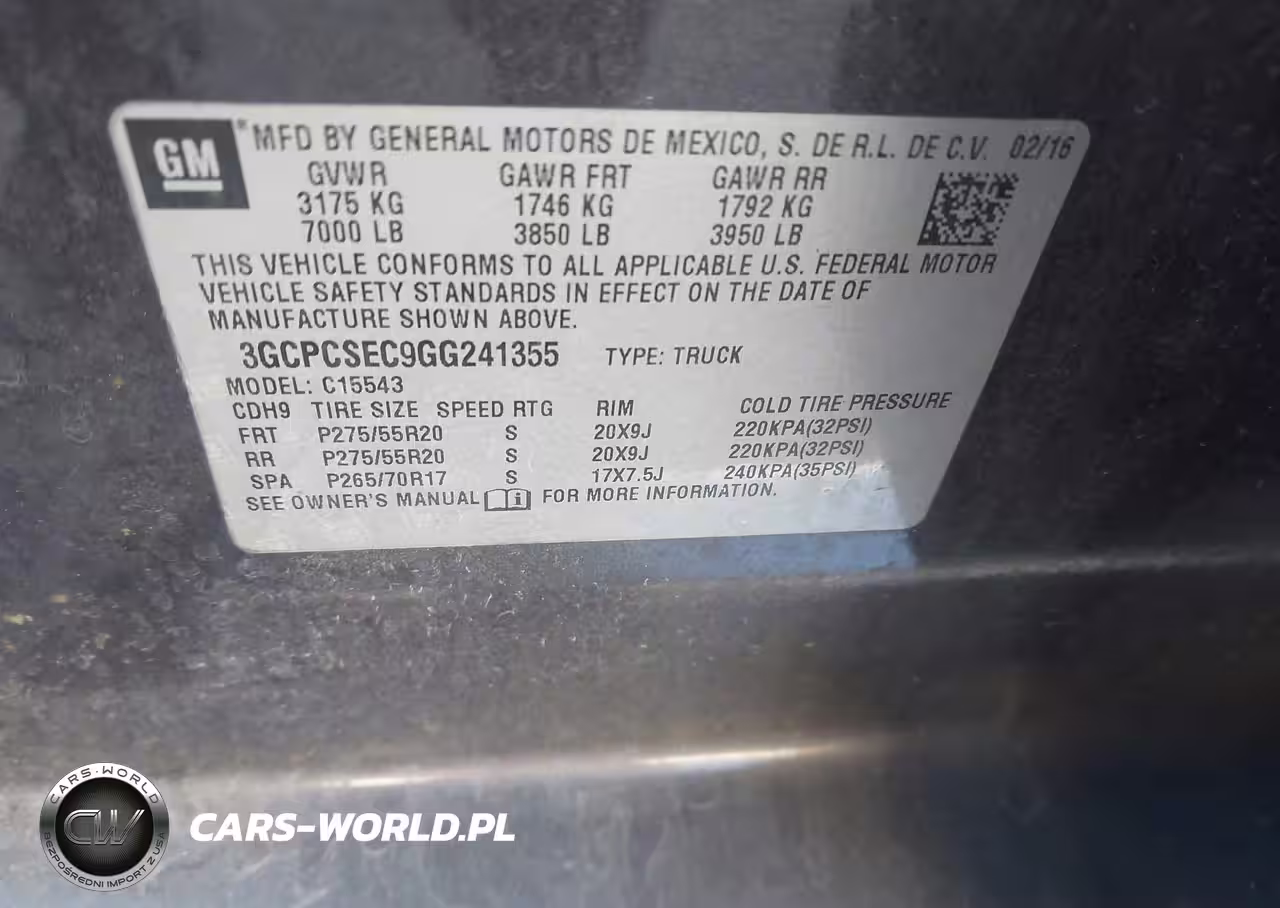 GM ® MFD BY GENERAL MOTORS DE MEXICO, S. DE R.L. DE C.V. 02/16
GVWR GAWR FRT GAWR RR
3175 KG 1746 KG 1792 KG
7000 LB 3850 LB 3950 LB
THIS VEHICLE CONFORMS TO ALL APPLICABLE U.S. FEDERAL MOTOR
VEHICLE SAFETY STANDARDS IN EFFECT ON THE DATE OF
MANUFACTURE SHOWN ABOVE.
3GCPCSEC9GG241355 TYPE: TRUCK
MODEL: C15543
CDH9 TIRE SIZE SPEED RTG RIM COLD TIRE PRESSURE
FRT P275/55R20 S 20X9J 220KPA(32PSI)
RR P275/55R20 S 20X9J 220KPA(32PSI)
SPA P265/70R17 S 17X7.5J 240KPA(35PSI)
SEE OWNER'S MANUAL FOR MORE INFORMATION.
CARS-WORLD
CW
BEZPOŚREDNI IMPORT Z USA
CARS-WORLD.PL